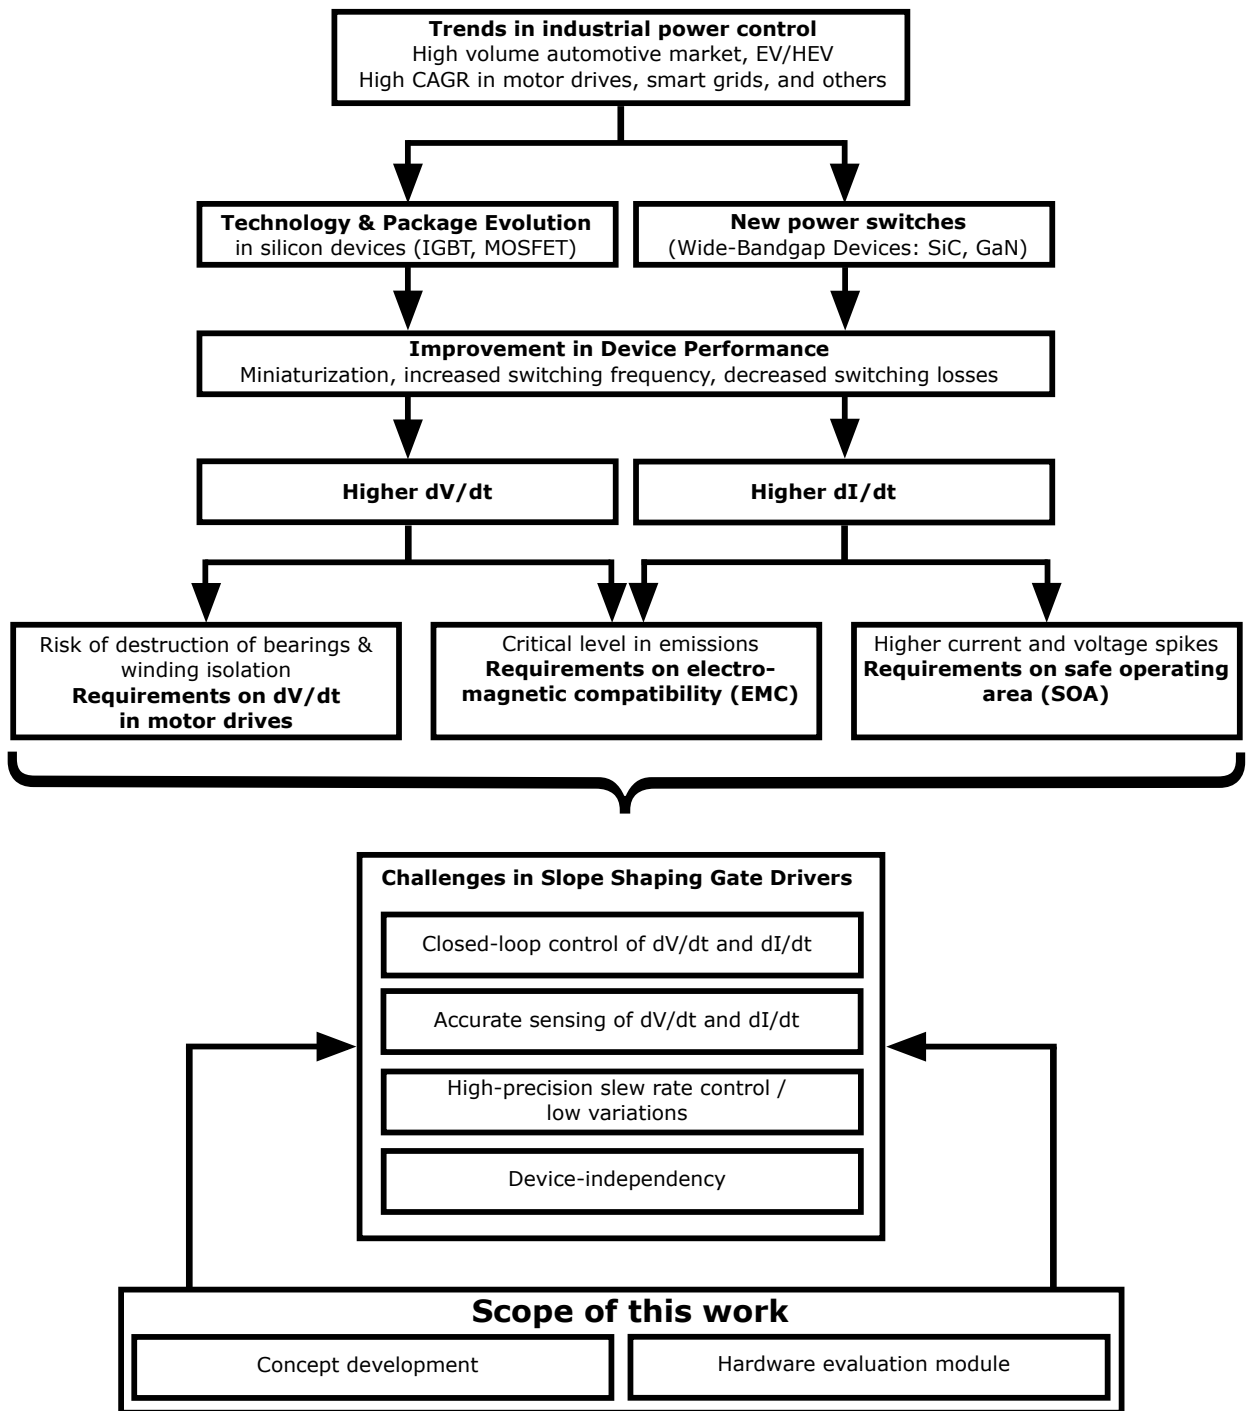 Trends in industrial power control
High volume automotive market, EV/HEV
High CAGR in motor drives, smart grids, and others
Technology & Package Evolution
in silicon devices (IGBT, MOSFET)
New power switches
(Wide-Bandgap Devices: SiC, GaN)
Improvement in Device Performance
Miniaturization, increased switching frequency, decreased switching losses
Higher dV/dt
Higher dI/dt
Risk of destruction of bearings &
winding isolation
Requirements on dV/dt
in motor drives
Critical level in emissions
Requirements on electro-
magnetic compatibility (EMC)
Higher current and voltage spikes
Requirements on safe operating
area (SOA)
Challenges in Slope Shaping Gate Drivers
Closed-loop control of dV/dt and dI/dt
Accurate sensing of dV/dt and dI/dt
High-precision slew rate control /
low variations
Device-independency
Scope of this work
Concept development
Hardware evaluation module